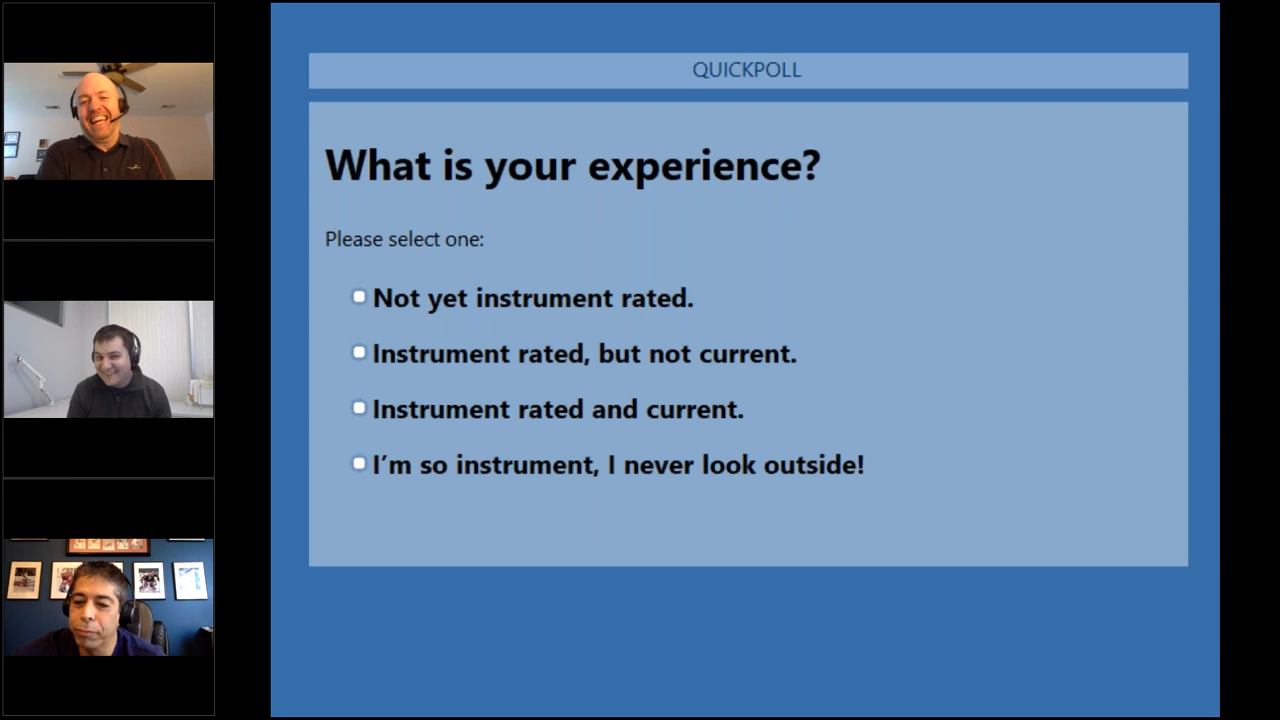 QUICKPOLL
What is your experience?
Please select one:
Not yet instrument rated.
Instrument rated, but not current.
Instrument rated and current.
I’m so instrument, I never look outside!